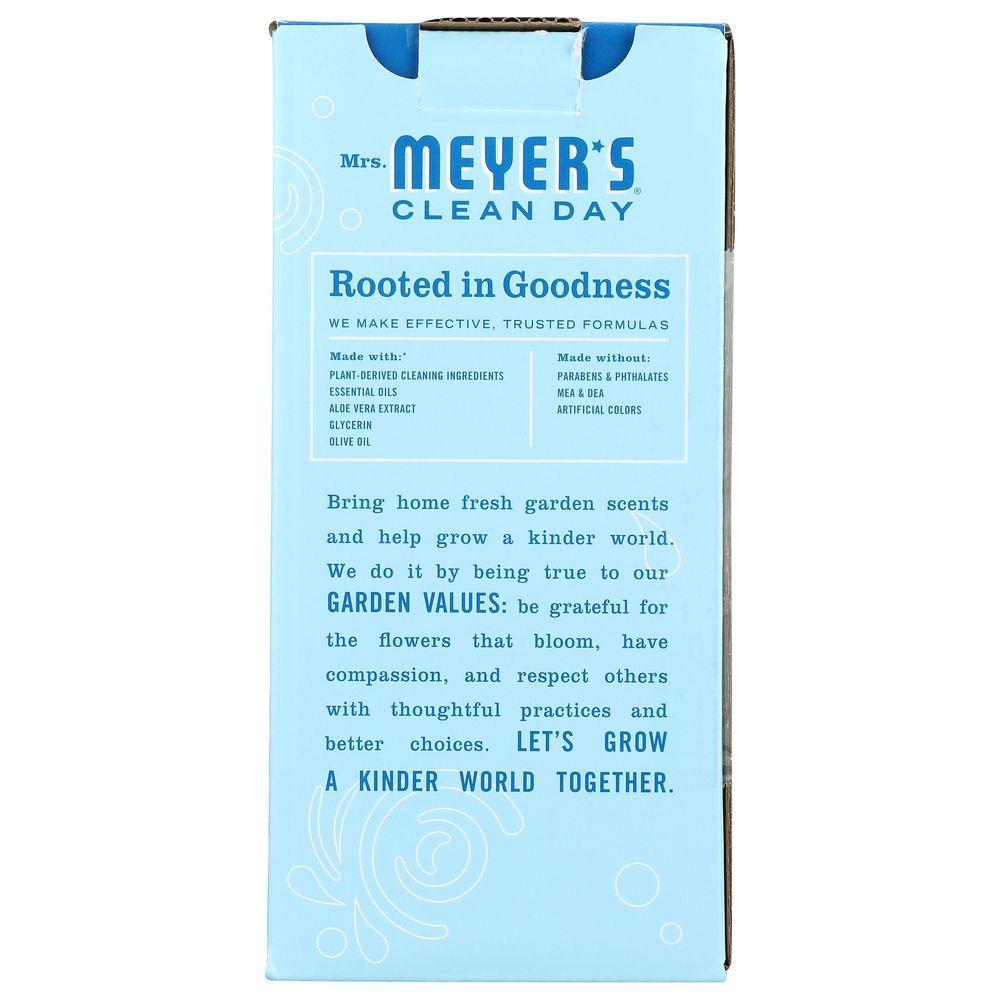 Mrs. MEYER'S®
CLEAN DAY
Rooted in Goodness
WE MAKE EFFECTIVE, TRUSTED FORMULAS
Made with:*
PLANT-DERIVED CLEANING INGREDIENTS
ESSENTIAL OILS
ALOE VERA EXTRACT
GLYCERIN
OLIVE OIL
Made without:
PARABENS & PHTHALATES
MEA & DEA
ARTIFICIAL COLORS
Bring home fresh garden scents
and help grow a kinder world.
We do it by being true to our
GARDEN VALUES: be grateful for
the flowers that bloom, have
compassion, and respect others
with thoughtful practices and
better choices. LET'S GROW
A KINDER WORLD TOGETHER.